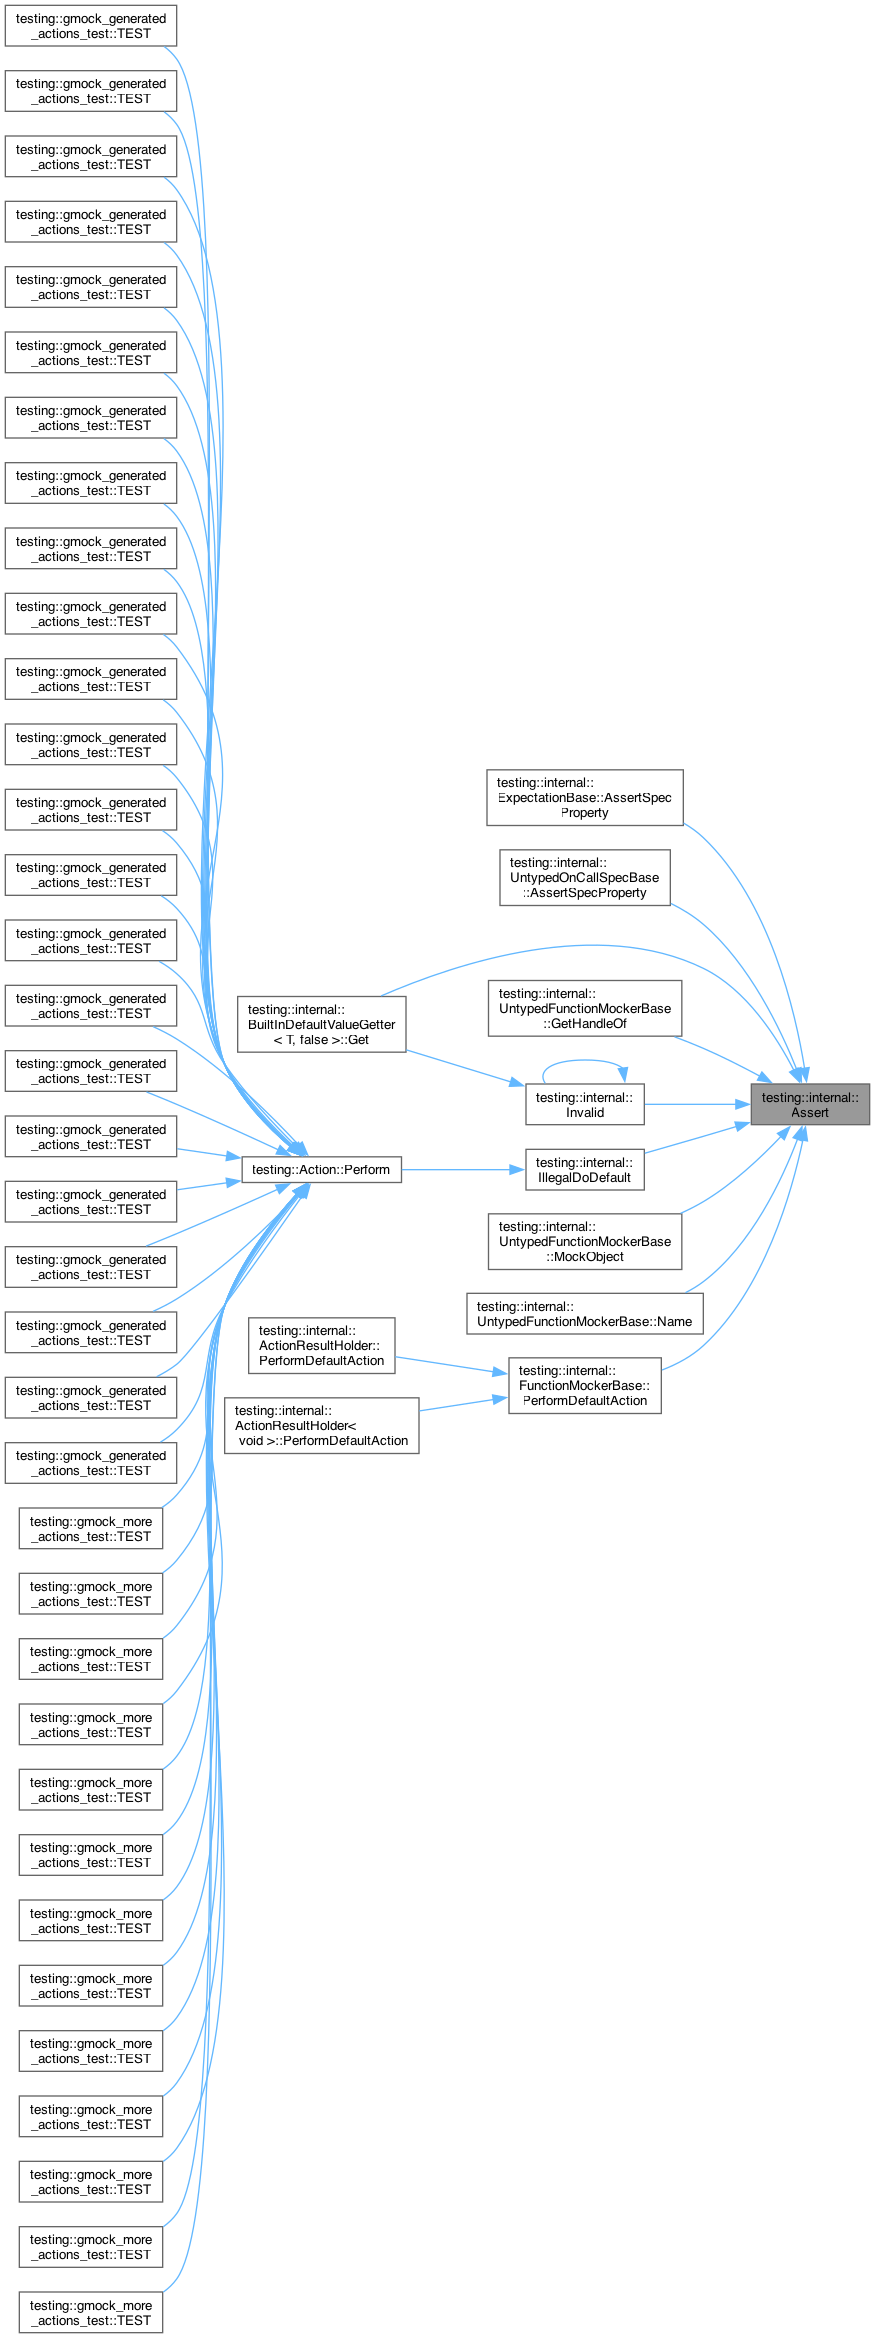 testing::gmock_generated
_actions_test::TEST
testing::gmock_generated
_actions_test::TEST
testing::gmock_generated
_actions_test::TEST
testing::gmock_generated
_actions_test::TEST
testing::gmock_generated
_actions_test::TEST
testing::gmock_generated
_actions_test::TEST
testing::gmock_generated
_actions_test::TEST
testing::gmock_generated
_actions_test::TEST
testing::gmock_generated
_actions_test::TEST
testing::gmock_generated
_actions_test::TEST
testing::gmock_generated
_actions_test::TEST
testing::gmock_generated
_actions_test::TEST
testing::gmock_generated
_actions_test::TEST
testing::gmock_generated
_actions_test::TEST
testing::gmock_generated
_actions_test::TEST
testing::gmock_generated
_actions_test::TEST
testing::gmock_generated
_actions_test::TEST
testing::gmock_generated
_actions_test::TEST
testing::gmock_generated
_actions_test::TEST
testing::gmock_generated
_actions_test::TEST
testing::gmock_generated
_actions_test::TEST
testing::gmock_generated
_actions_test::TEST
testing::gmock_generated
_actions_test::TEST
testing::gmock_more
_actions_test::TEST
testing::gmock_more
_actions_test::TEST
testing::gmock_more
_actions_test::TEST
testing::gmock_more
_actions_test::TEST
testing::gmock_more
_actions_test::TEST
testing::gmock_more
_actions_test::TEST
testing::gmock_more
_actions_test::TEST
testing::gmock_more
_actions_test::TEST
testing::gmock_more
_actions_test::TEST
testing::gmock_more
_actions_test::TEST
testing::gmock_more
_actions_test::TEST
testing::gmock_more
_actions_test::TEST
testing::gmock_more
_actions_test::TEST
testing::internal::
BuiltInDefaultValueGetter
< T, false >::Get
testing::Action::Perform
testing::internal::
ActionResultHolder::
PerformDefaultAction
testing::internal::
ActionResultHolder<
void >::PerformDefaultAction
testing::internal::
ExpectationBase::AssertSpec
Property
testing::internal::
UntypedOnCallSpecBase
::AssertSpecProperty
testing::internal::
UntypedFunctionMockerBase
::GetHandleOf
testing::internal::
Invalid
testing::internal::
IllegalDoDefault
testing::internal::
UntypedFunctionMockerBase
::MockObject
testing::internal::
UntypedFunctionMockerBase::Name
testing::internal::
FunctionMockerBase::
PerformDefaultAction
testing::internal::
Assert